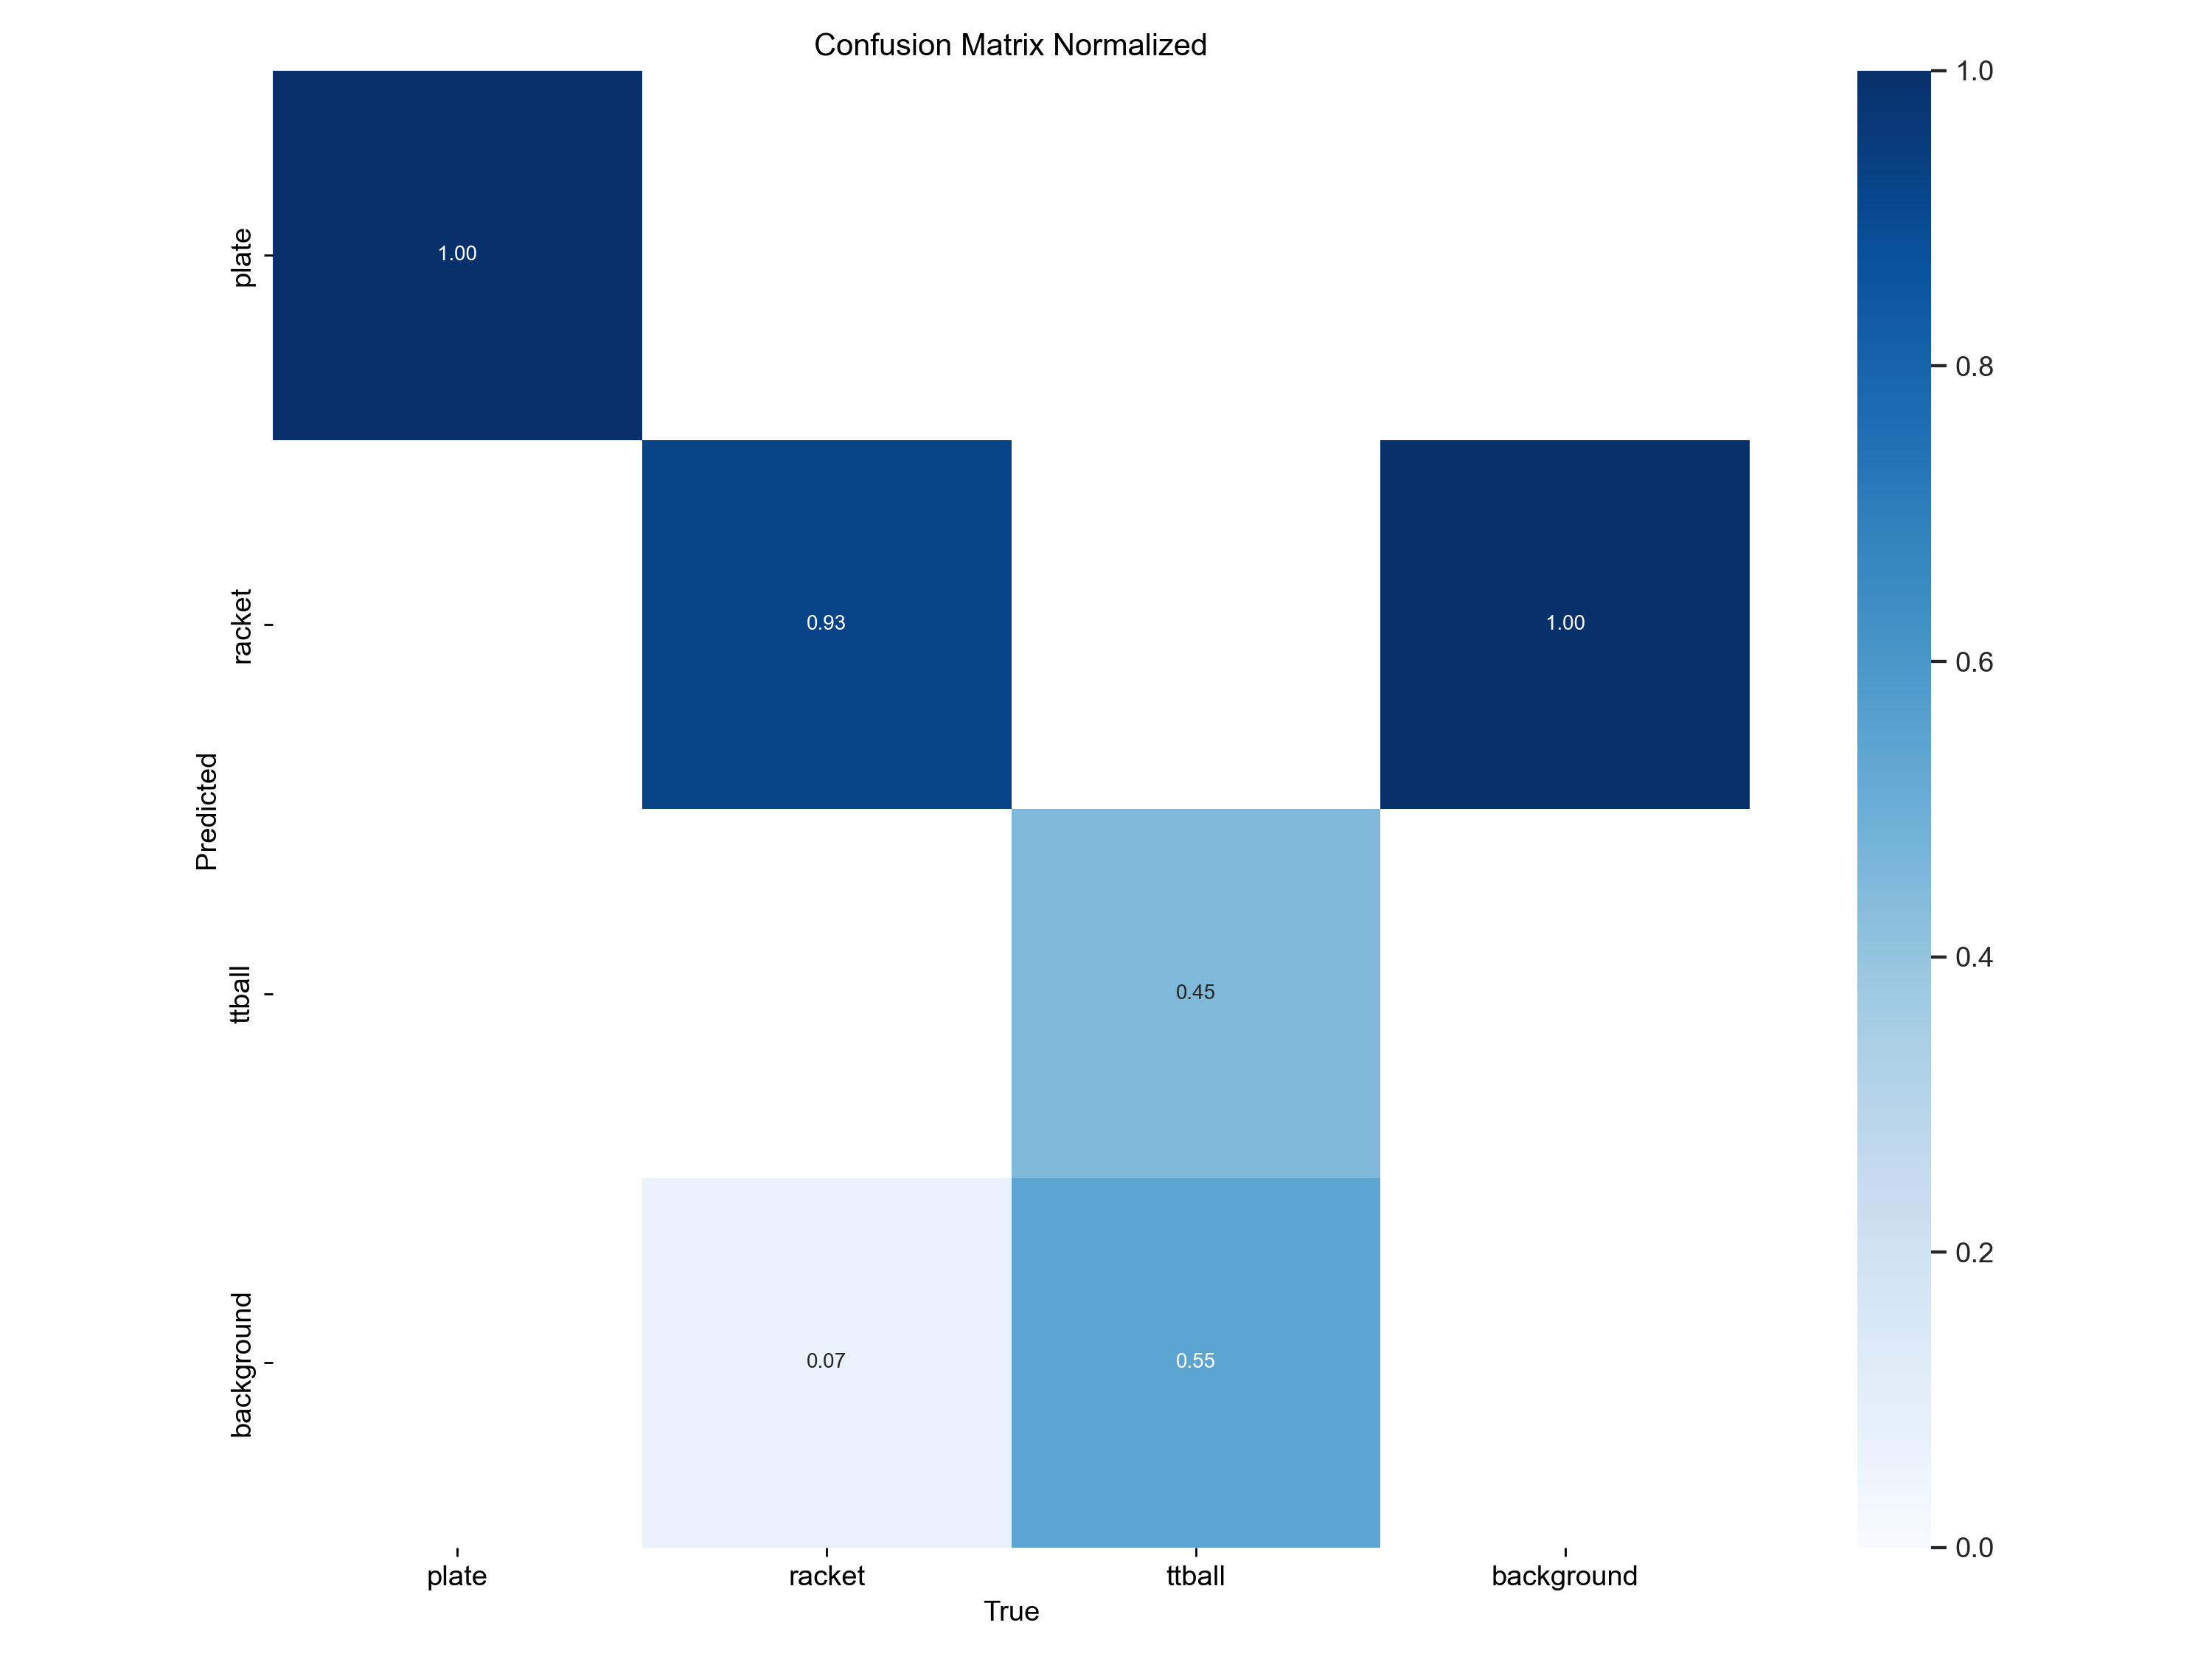 Confusion Matrix Normalized
1.0
0.8
0.6
0.4
0.2
0.0
Predicted
plate
racket
ttball
background
1.00
0.93
1.00
0.45
0.07
0.55
plate
racket
ttball
background
True